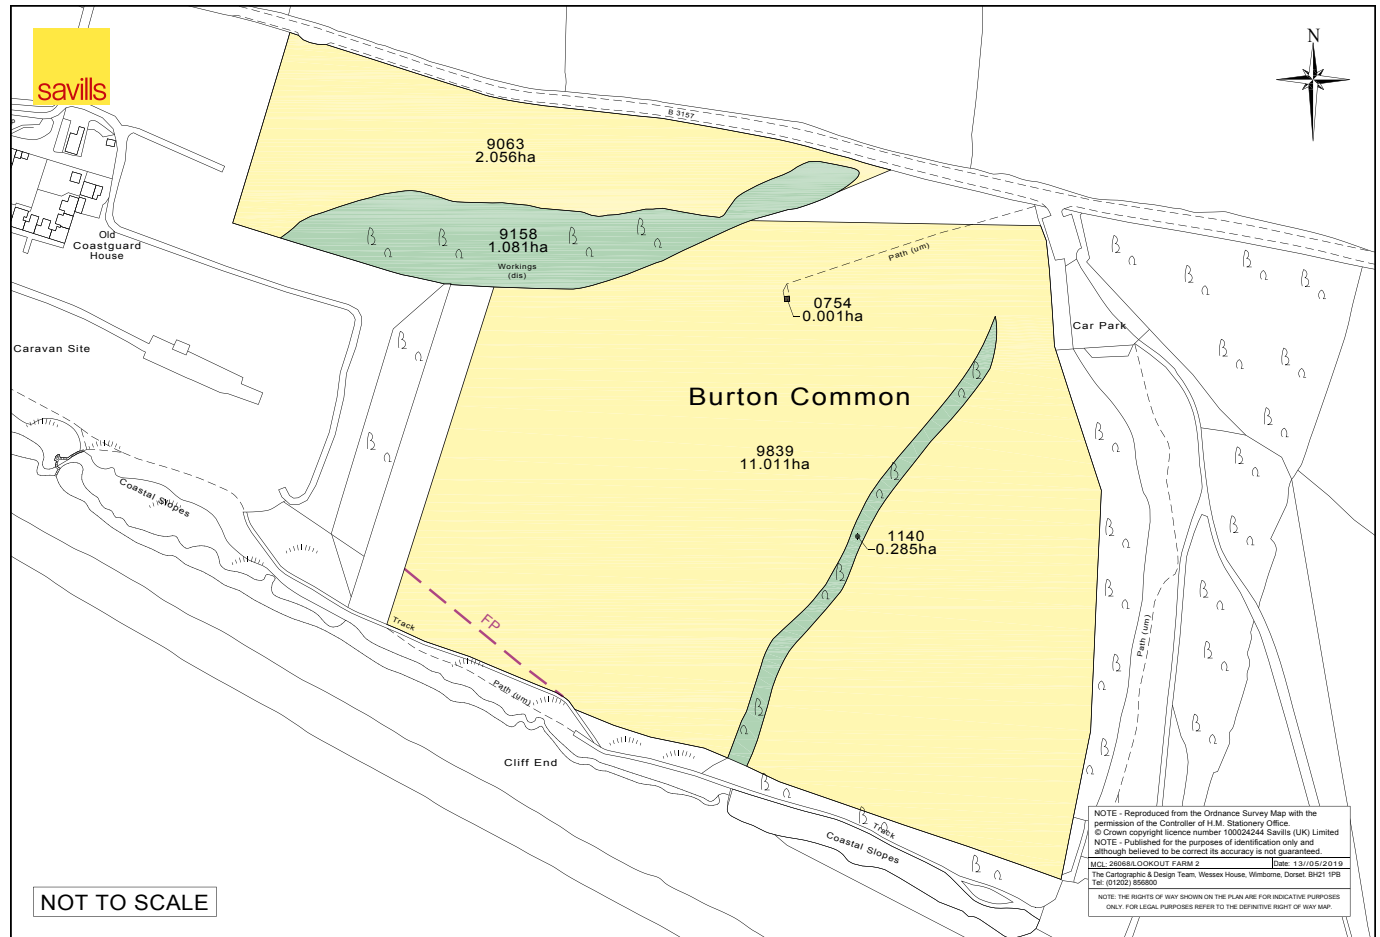 savills
N
B 3157
9063
2.056ha
Old
Coastguard
House
9158
1.081ha
Workings
(dis)
Path (um)
0754
0.001ha
Car Park
Caravan Site
Burton Common
9839
11.011ha
Coastal Slopes
1140
0.285ha
FP
Track
Path (um)
Path (um)
Cliff End
Track
Coastal Slopes
NOT TO SCALE
NOTE - Reproduced from the Ordnance Survey Map with the
permission of the Controller of H.M. Stationery Office.
© Crown copyright licence number 100024244 Savills (UK) Limited
NOTE - Published for the purposes of identification only and
although believed to be correct its accuracy is not guaranteed.
MCL: 26068/LOOKOUT FARM 2 Date: 13//05/2019
The Cartographic & Design Team, Wessex House, Wimborne, Dorset. BH21 1PB
Tel: (01202) 856800
NOTE: THE RIGHTS OF WAY SHOWN ON THE PLAN ARE FOR INDICATIVE PURPOSES
ONLY. FOR LEGAL PURPOSES REFER TO THE DEFINITIVE RIGHT OF WAY MAP.